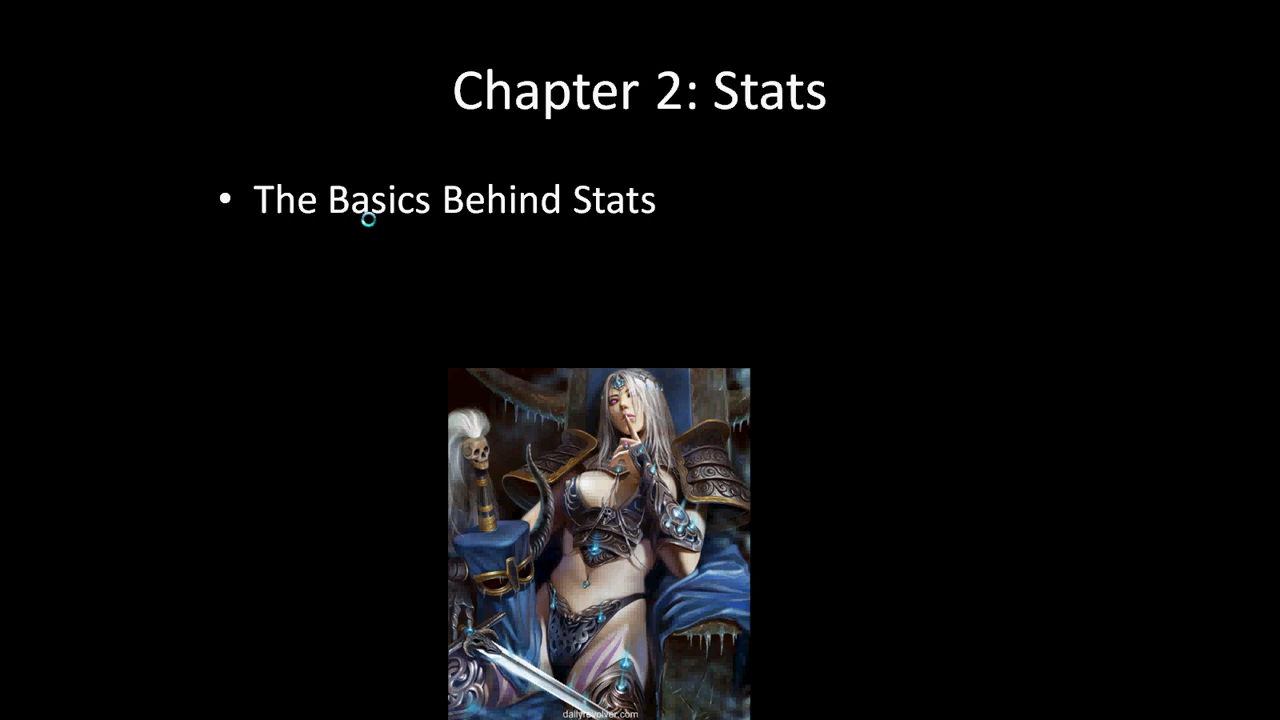 Chapter 2: Stats
• The Basics Behind Stats
dailyrevolver.com